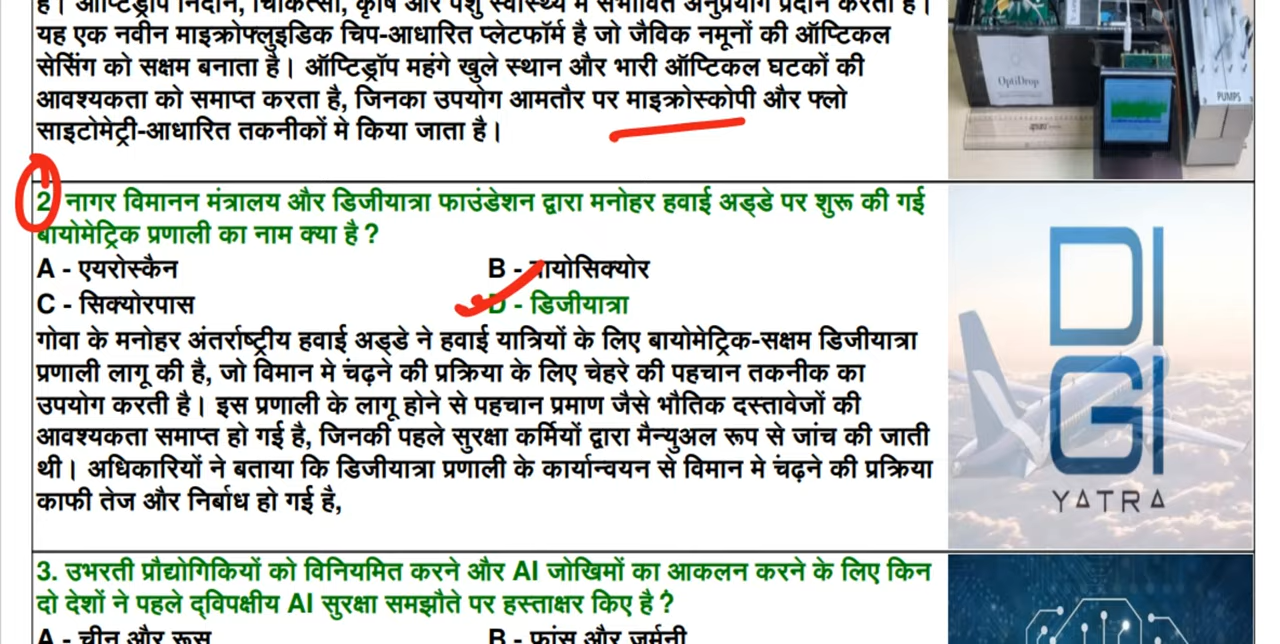 है। ऑप्टिड्रॉप निदान, चिकित्सा, कृषि और पशु स्वास्थ्य में संभावित अनुप्रयोग प्रदान करता है।
यह एक नवीन माइक्रोफ्लुइडिक चिप-आधारित प्लेटफॉर्म है जो जैविक नमूनों की ऑप्टिकल
सेसिंग को सक्षम बनाता है। ऑप्टिड्रॉप महंगे खुले स्थान और भारी ऑप्टिकल घटकों की
आवश्यकता को समाप्त करता है, जिनका उपयोग आमतौर पर माइक्रोस्कोपी और फ्लो
साइटोमेट्री-आधारित तकनीकों मे किया जाता है।
OptiDrop
PUMPS
2. नागर विमानन मंत्रालय और डिजीयात्रा फाउंडेशन द्वारा मनोहर हवाई अड्डे पर शुरू की गई
बायोमेट्रिक प्रणाली का नाम क्या है ?
A - एयरोस्कैन
B - बायोसिक्योर
C - सिक्योरपास
D - डिजीयात्रा
गोवा के मनोहर अंतर्राष्ट्रीय हवाई अड्डे ने हवाई यात्रियों के लिए बायोमेट्रिक-सक्षम डिजीयात्रा
प्रणाली लागू की है, जो विमान मे चंढ़ने की प्रक्रिया के लिए चेहरे की पहचान तकनीक का
उपयोग करती है। इस प्रणाली के लागू होने से पहचान प्रमाण जैसे भौतिक दस्तावेजों की
आवश्यकता समाप्त हो गई है, जिनकी पहले सुरक्षा कर्मियों द्वारा मैन्युअल रूप से जांच की जाती
थी। अधिकारियों ने बताया कि डिजीयात्रा प्रणाली के कार्यान्वयन से विमान मे चंढ़ने की प्रक्रिया
काफी तेज और निर्बाध हो गई है,
DI
GI
YATRA
3. उभरती प्रौद्योगिकियों को विनियमित करने और AI जोखिमों का आकलन करने के लिए किन
दो देशों ने पहले द्विपक्षीय AI सुरक्षा समझौते पर हस्ताक्षर किए है ?
A - चीन और रूस
B - फ्रांस और जर्मनी